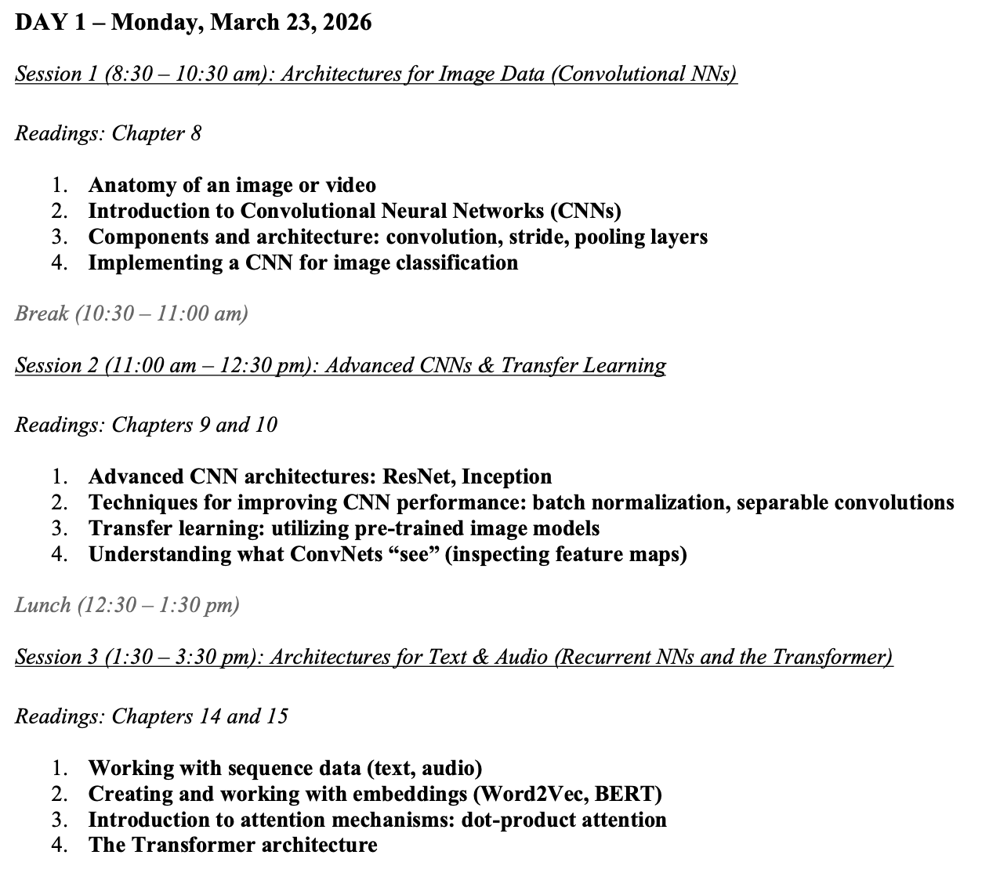 DAY 1 – Monday, March 23, 2026
Session 1 (8:30 – 10:30 am): Architectures for Image Data (Convolutional NNs)
Readings: Chapter 8
1. Anatomy of an image or video
2. Introduction to Convolutional Neural Networks (CNNs)
3. Components and architecture: convolution, stride, pooling layers
4. Implementing a CNN for image classification
Break (10:30 – 11:00 am)
Session 2 (11:00 am – 12:30 pm): Advanced CNNs & Transfer Learning
Readings: Chapters 9 and 10
1. Advanced CNN architectures: ResNet, Inception
2. Techniques for improving CNN performance: batch normalization, separable convolutions
3. Transfer learning: utilizing pre-trained image models
4. Understanding what ConvNets “see” (inspecting feature maps)
Lunch (12:30 – 1:30 pm)
Session 3 (1:30 – 3:30 pm): Architectures for Text & Audio (Recurrent NNs and the Transformer)
Readings: Chapters 14 and 15
1. Working with sequence data (text, audio)
2. Creating and working with embeddings (Word2Vec, BERT)
3. Introduction to attention mechanisms: dot-product attention
4. The Transformer architecture